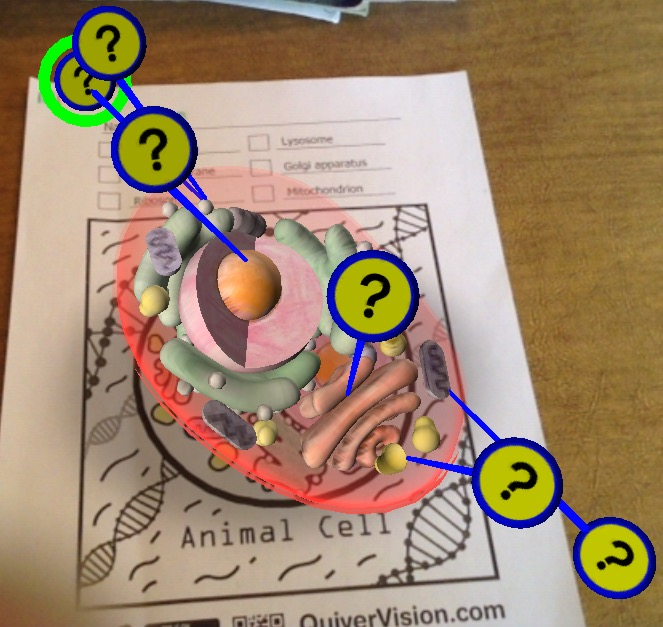 ?
?
?
Lysosome
Golgi apparatus
Mitochondrion
?
?
?
Animal Cell
QuiverVision.com